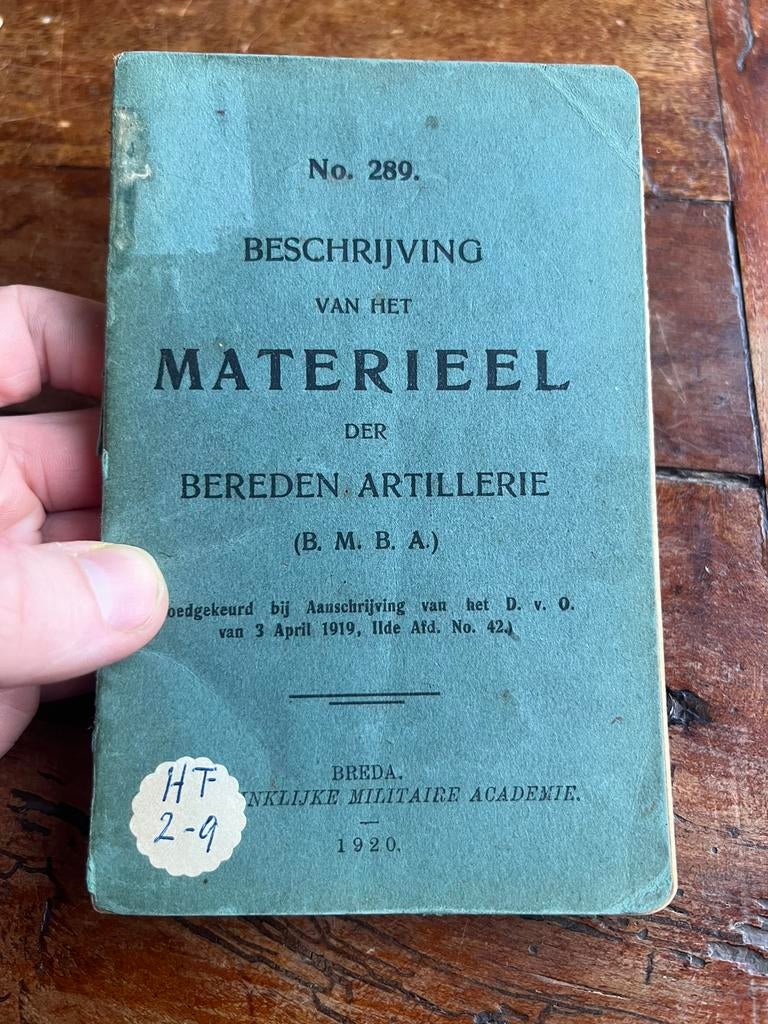 No. 289.
BESCHRIJVING
VAN HET
MATERIEEL
DER
BEREDEN ARTILLERIE
(B. M. B. A.)
oedgekeurd bij Aanschrijving van het D. v. O.
van 3 April 1919, IIde Afd. No. 42.)
BREDA.
NKLIJKE MILITAIRE ACADEMIE.
1920.
HF
2-9